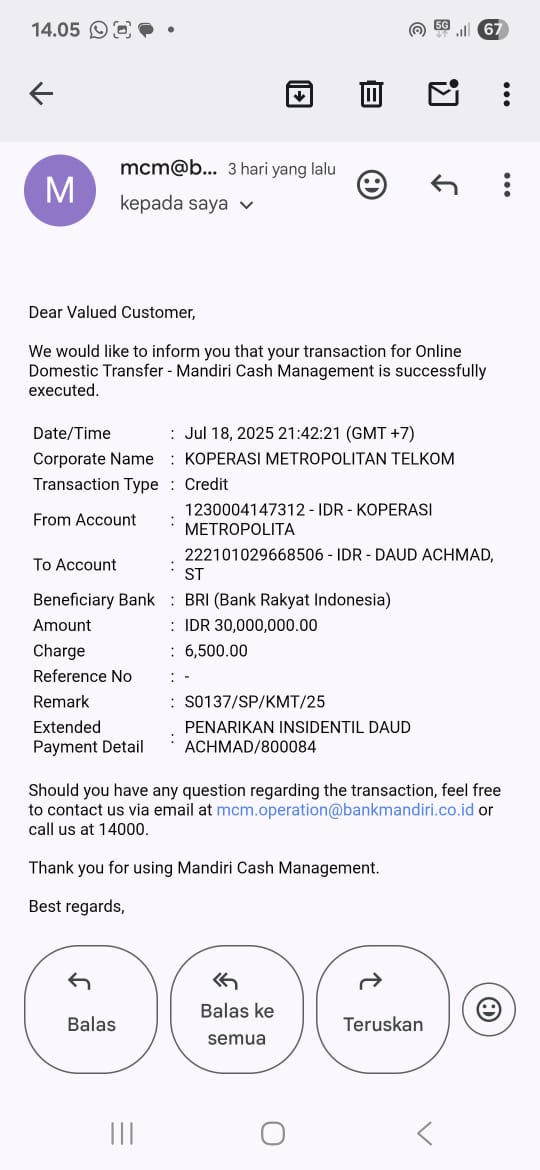 14.05
5G
67
M
mcm@b... 3 hari yang lalu
kepada saya
Dear Valued Customer,
We would like to inform you that your transaction for Online
Domestic Transfer - Mandiri Cash Management is successfully
executed.
Date/Time : Jul 18, 2025 21:42:21 (GMT +7)
Corporate Name : KOPERASI METROPOLITAN TELKOM
Transaction Type : Credit
From Account : 1230004147312 - IDR - KOPERASI
METROPOLITA
To Account : 222101029668506 - IDR - DAUD ACHMAD,
ST
Beneficiary Bank : BRI (Bank Rakyat Indonesia)
Amount : IDR 30,000,000.00
Charge : 6,500.00
Reference No : -
Remark : S0137/SP/KMT/25
Extended
Payment Detail : PENARIKAN INSIDENTIL DAUD
ACHMAD/800084
Should you have any question regarding the transaction, feel free
to contact us via email at mcm.operation@bankmandiri.co.id or
call us at 14000.
Thank you for using Mandiri Cash Management.
Best regards,
Balas
Balas ke
semua
Teruskan